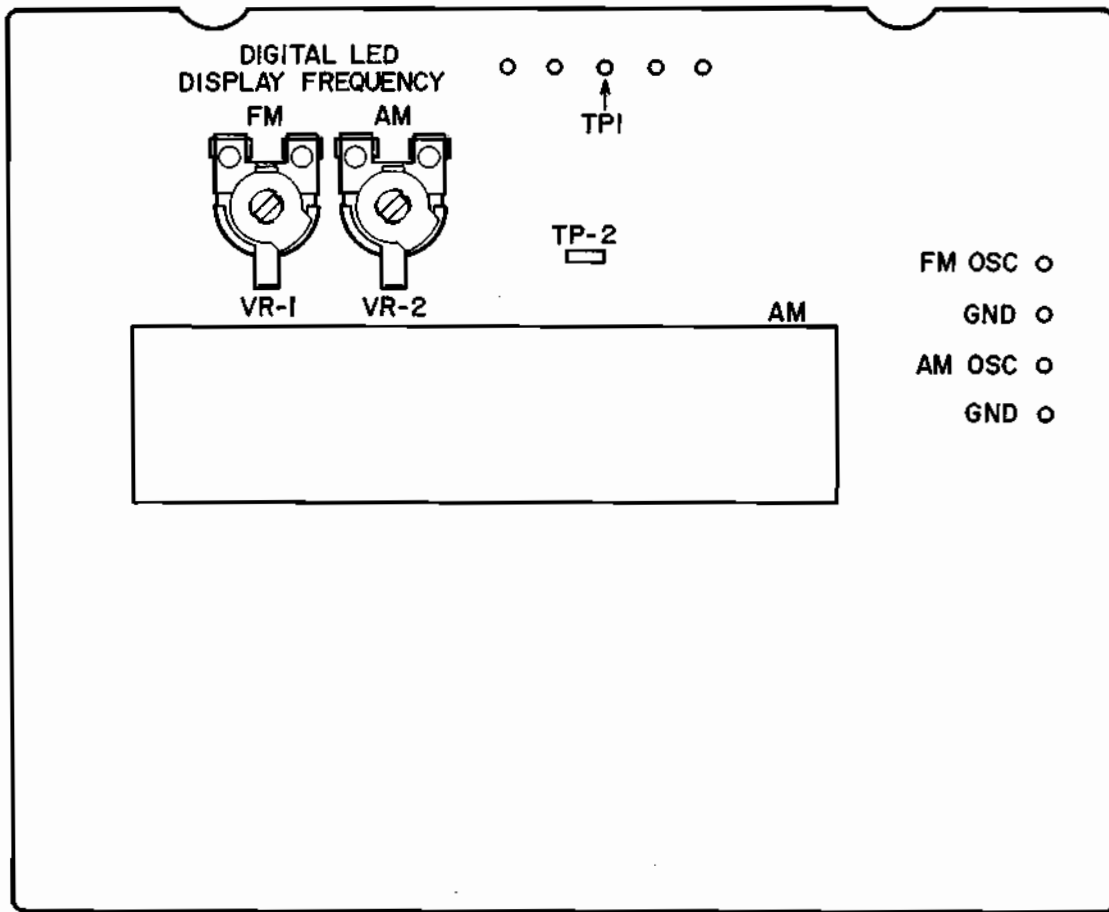 DIGITAL LED
DISPLAY FREQUENCY
FM AM
TP1
TP-2
VR-1 VR-2
AM
FM OSC
GND
AM OSC
GND